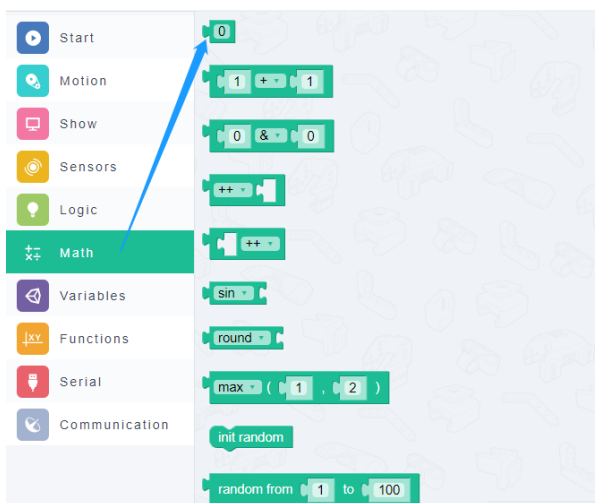 Start
Motion
Show
Sensors
Logic
Math
Variables
Functions
Serial
Communication
0
1 + 1
0 & 0
++
++
sin
round
max ( 1 , 2 )
init random
random from 1 to 100